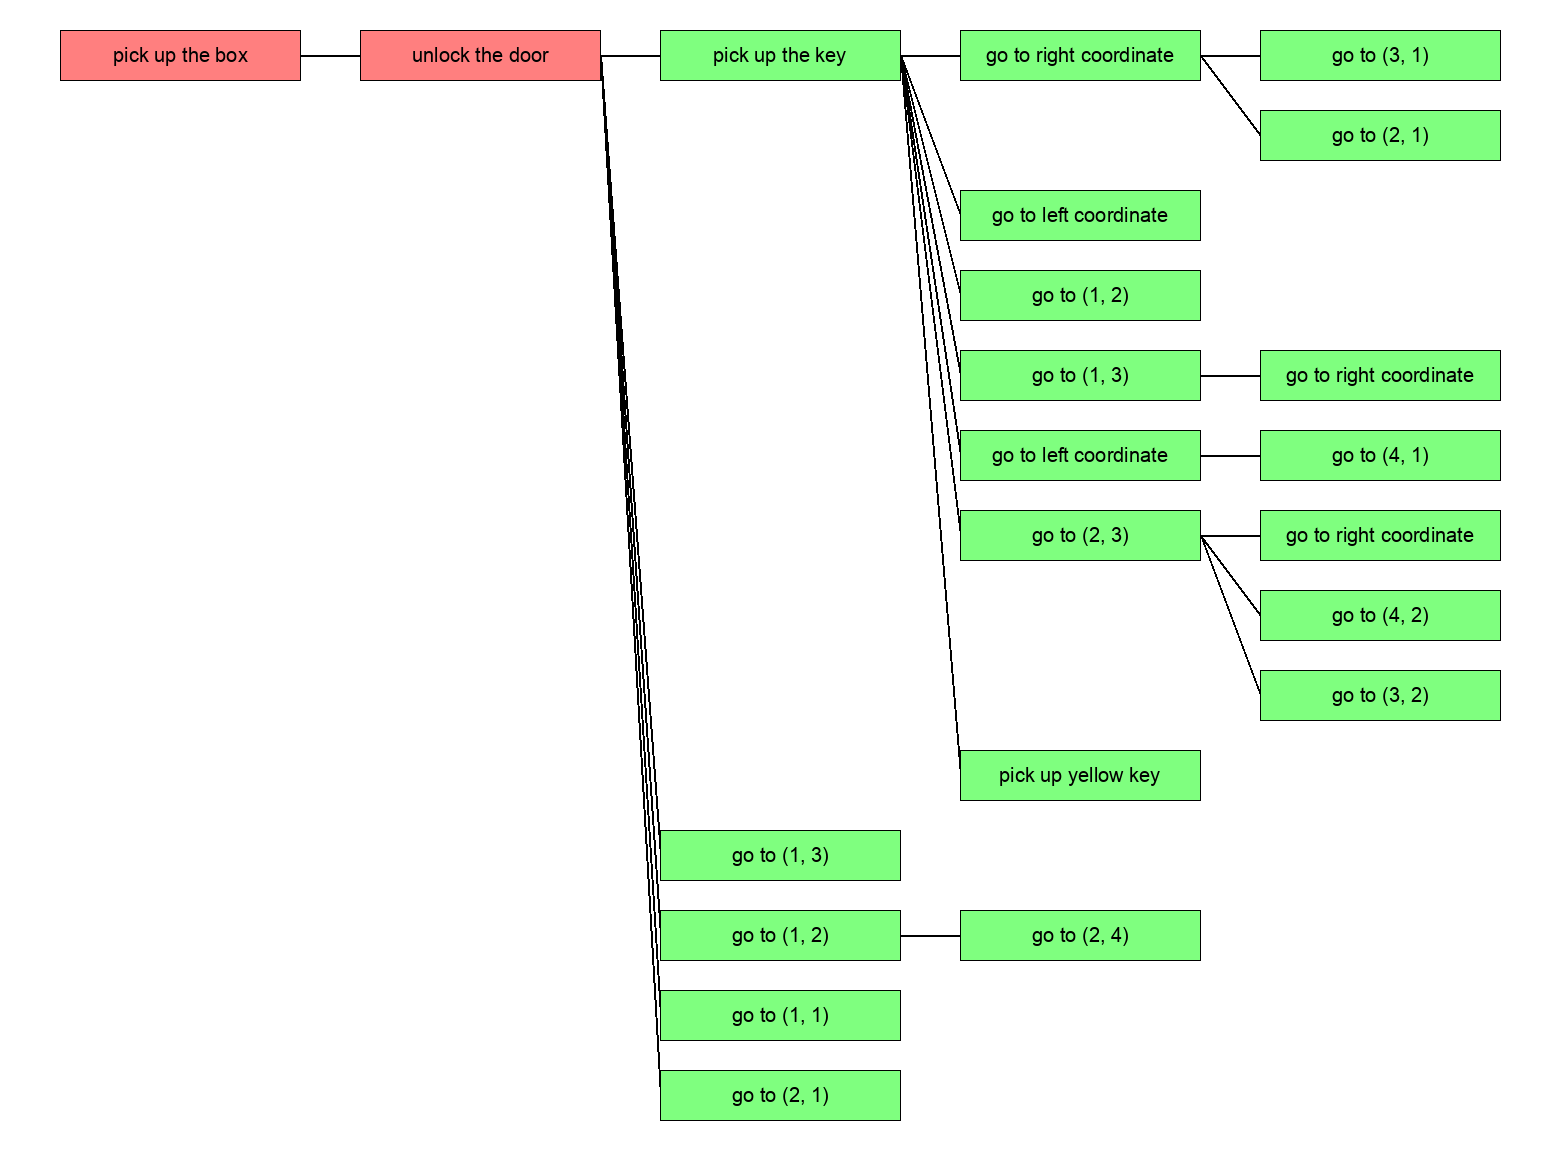 pick up the box
unlock the door
pick up the key
go to right coordinate
go to (3, 1)
go to (2, 1)
go to left coordinate
go to (1, 2)
go to (1, 3)
go to right coordinate
go to left coordinate
go to (4, 1)
go to (2, 3)
go to right coordinate
go to (4, 2)
go to (3, 2)
pick up yellow key
go to (1, 3)
go to (1, 2)
go to (2, 4)
go to (1, 1)
go to (2, 1)